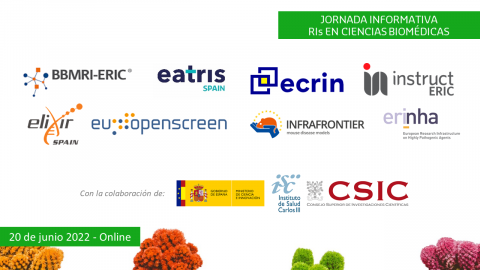 JORNADA INFORMATIVA
RIs EN CIENCIAS BIOMÉDICAS
BBMRI-ERIC®
eatris
SPAIN
ecrin
instruct
ERIC
elixir
SPAIN
eu openscreen
INFRAFRONTIER
mouse disease models
erinha
European Research Infrastructure
on Highly Pathogenic Agents
Con la colaboración de:
GOBIERNO
DE ESPAÑA
MINISTERIO
DE CIENCIA
E INNOVACIÓN
Instituto
de Salud
Carlos III
CSIC
CONSEJO SUPERIOR DE INVESTIGACIONES CIENTÍFICAS
20 de junio 2022 - Online